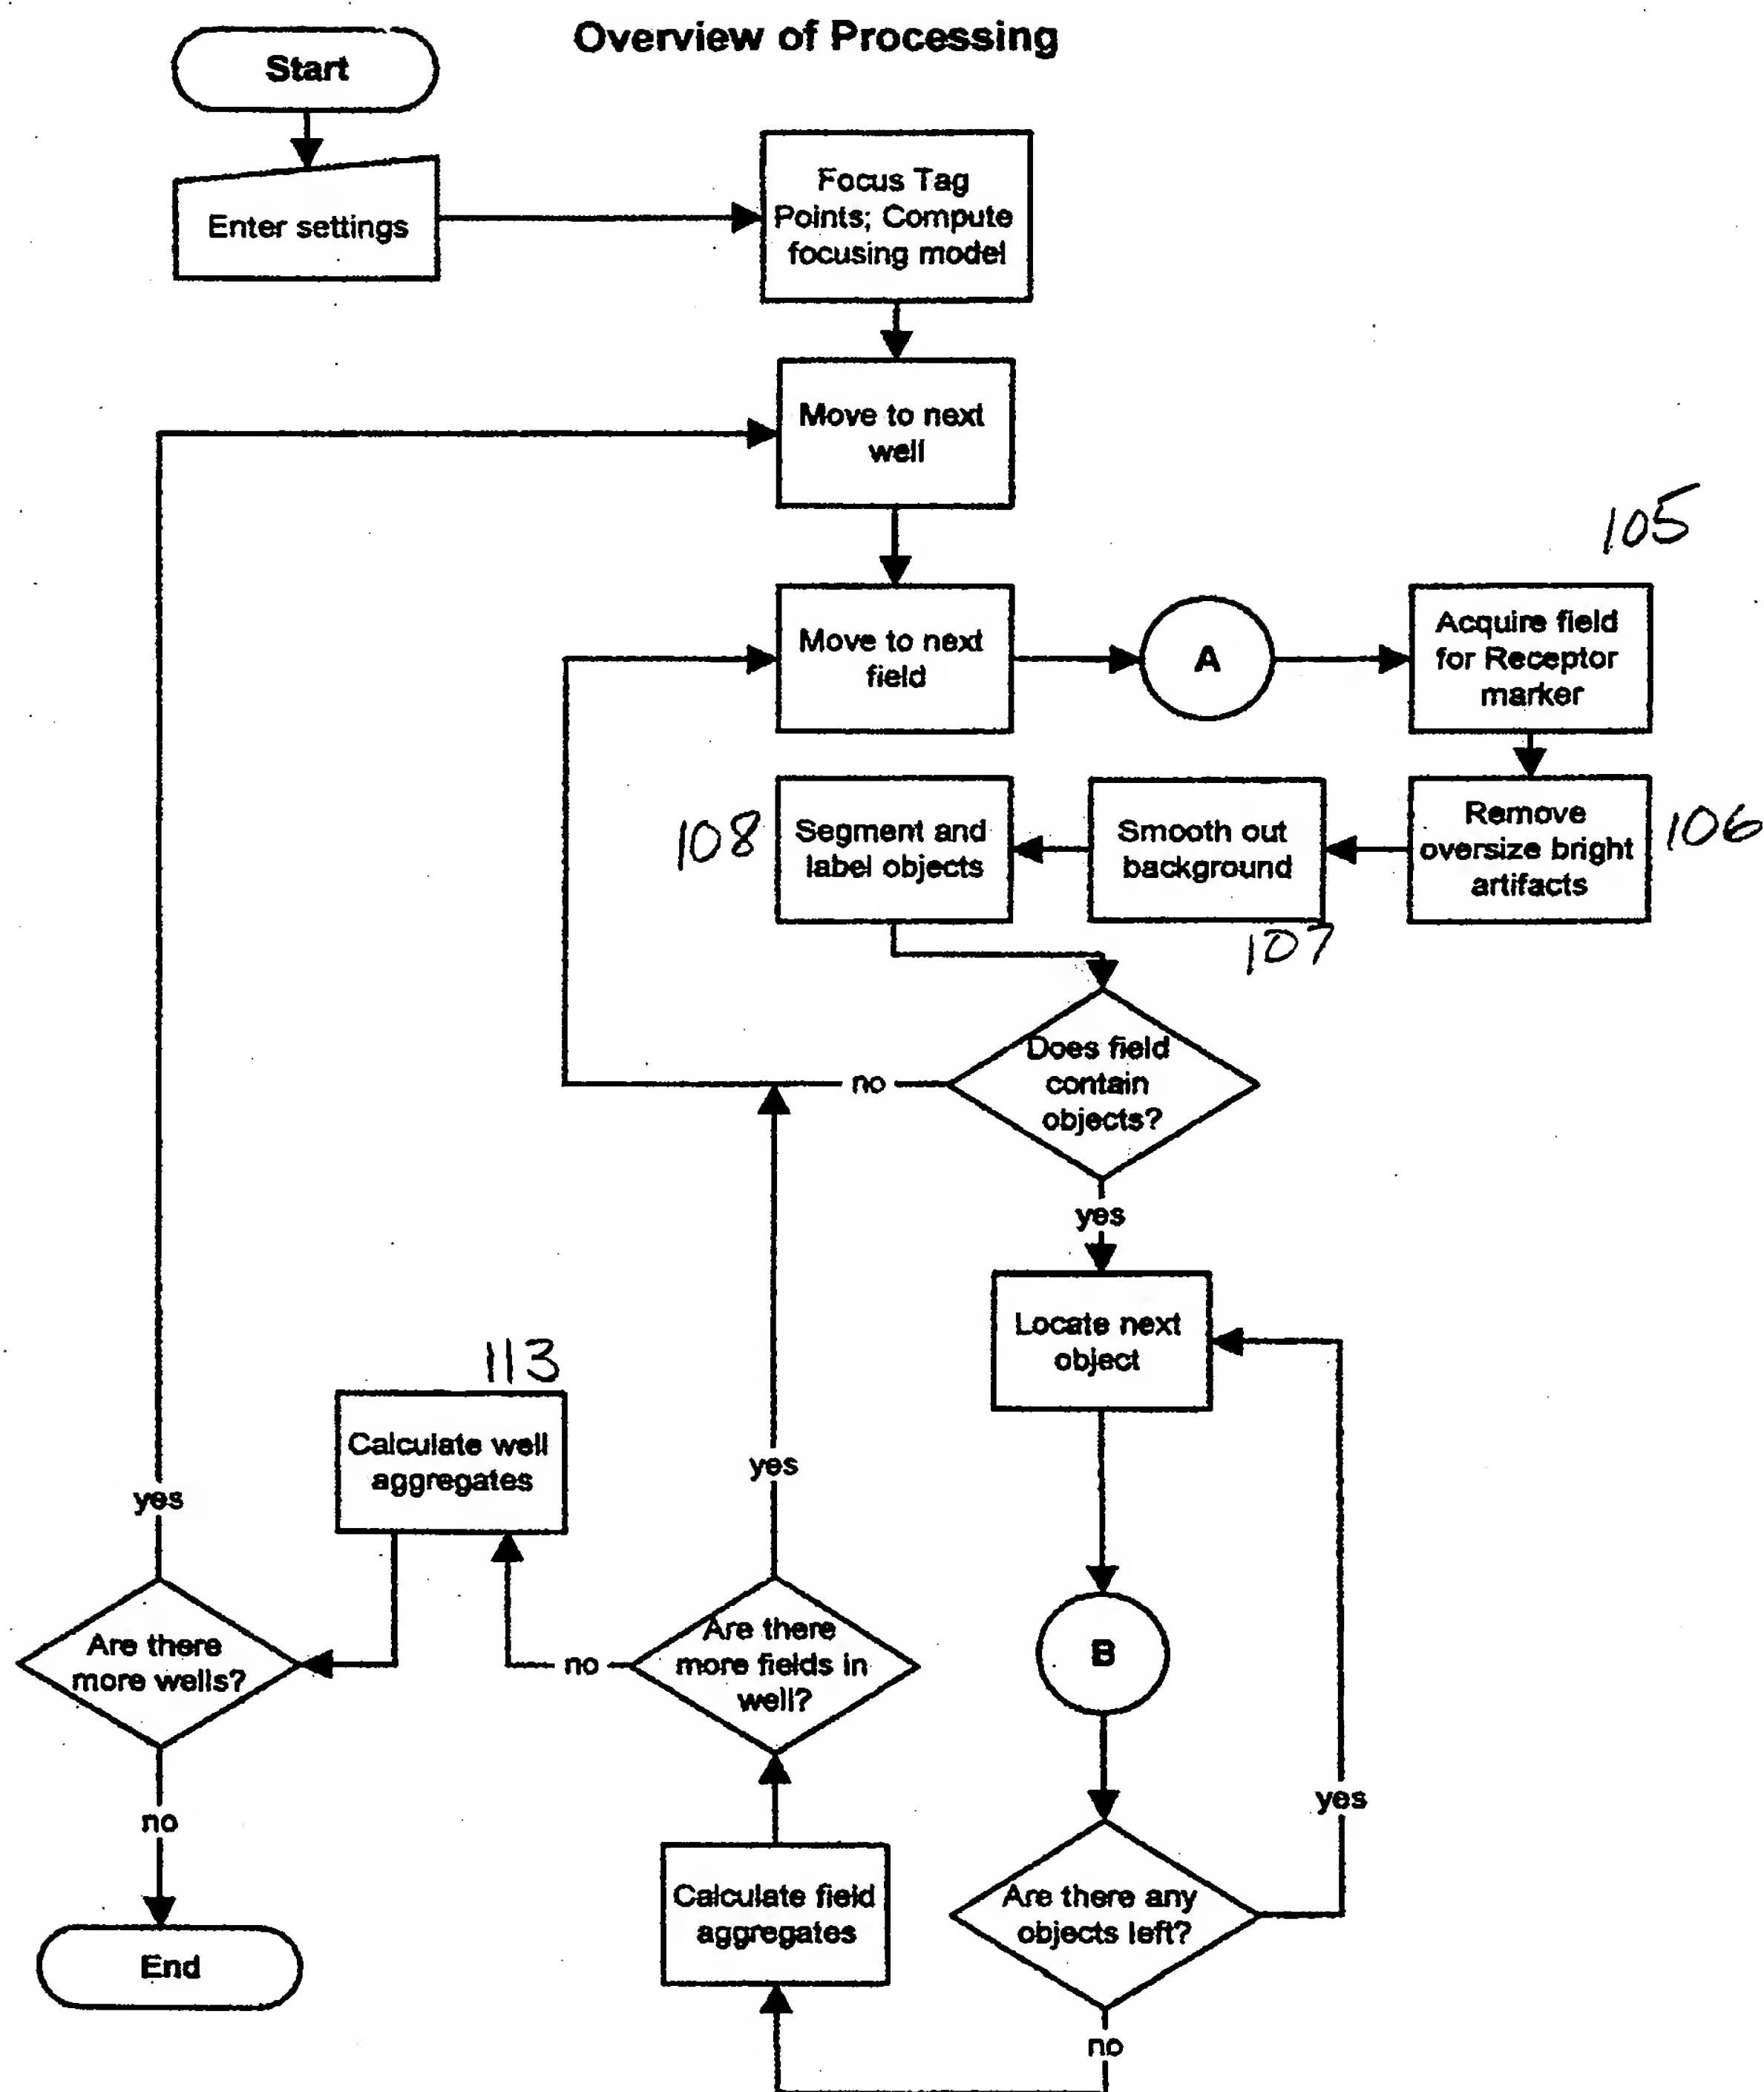 Overview of Processing
Start
Enter settings
Focus Tag
Points; Compute
focusing model
Move to next
well
Move to next
field
A
105
Acquire field
for Receptor
marker
Remove
oversize bright
artifacts
106
Smooth out
background
107
Segment and
label objects
108
Does field
contain
objects?
no
yes
Locate next
object
B
Are there any
objects left?
yes
no
Calculate field
aggregates
Are there
more fields in
well?
yes
no
113
Calculate well
aggregates
Are there
more wells?
yes
no
End